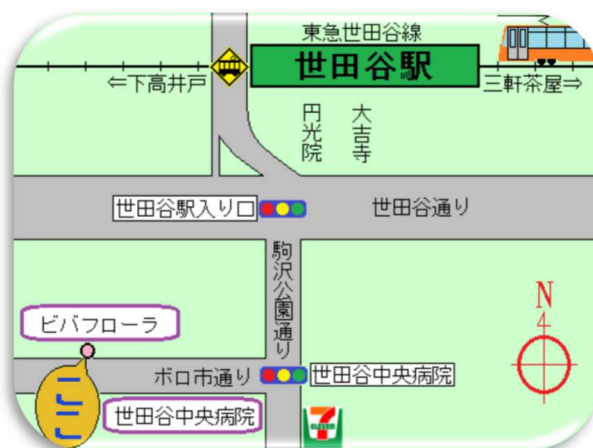 東急世田谷線
世田谷駅
⇐下高井戸
三軒茶屋⇒
円光院
大吉寺
世田谷駅入り口
世田谷通り
駒沢公園通り
N
ビバフローラ
ボロ市通り
世田谷中央病院
ここ
世田谷中央病院
7
ELEVEN